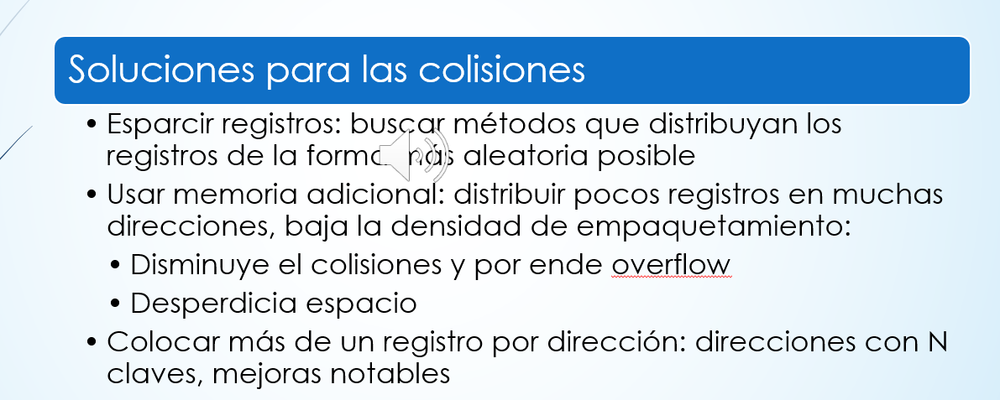 Soluciones para las colisiones
• Esparcir registros: buscar métodos que distribuyan los
registros de la forma más aleatoria posible
• Usar memoria adicional: distribuir pocos registros en muchas
direcciones, baja la densidad de empaquetamiento:
• Disminuye el colisiones y por ende overflow
• Desperdicia espacio
• Colocar más de un registro por dirección: direcciones con N
claves, mejoras notables